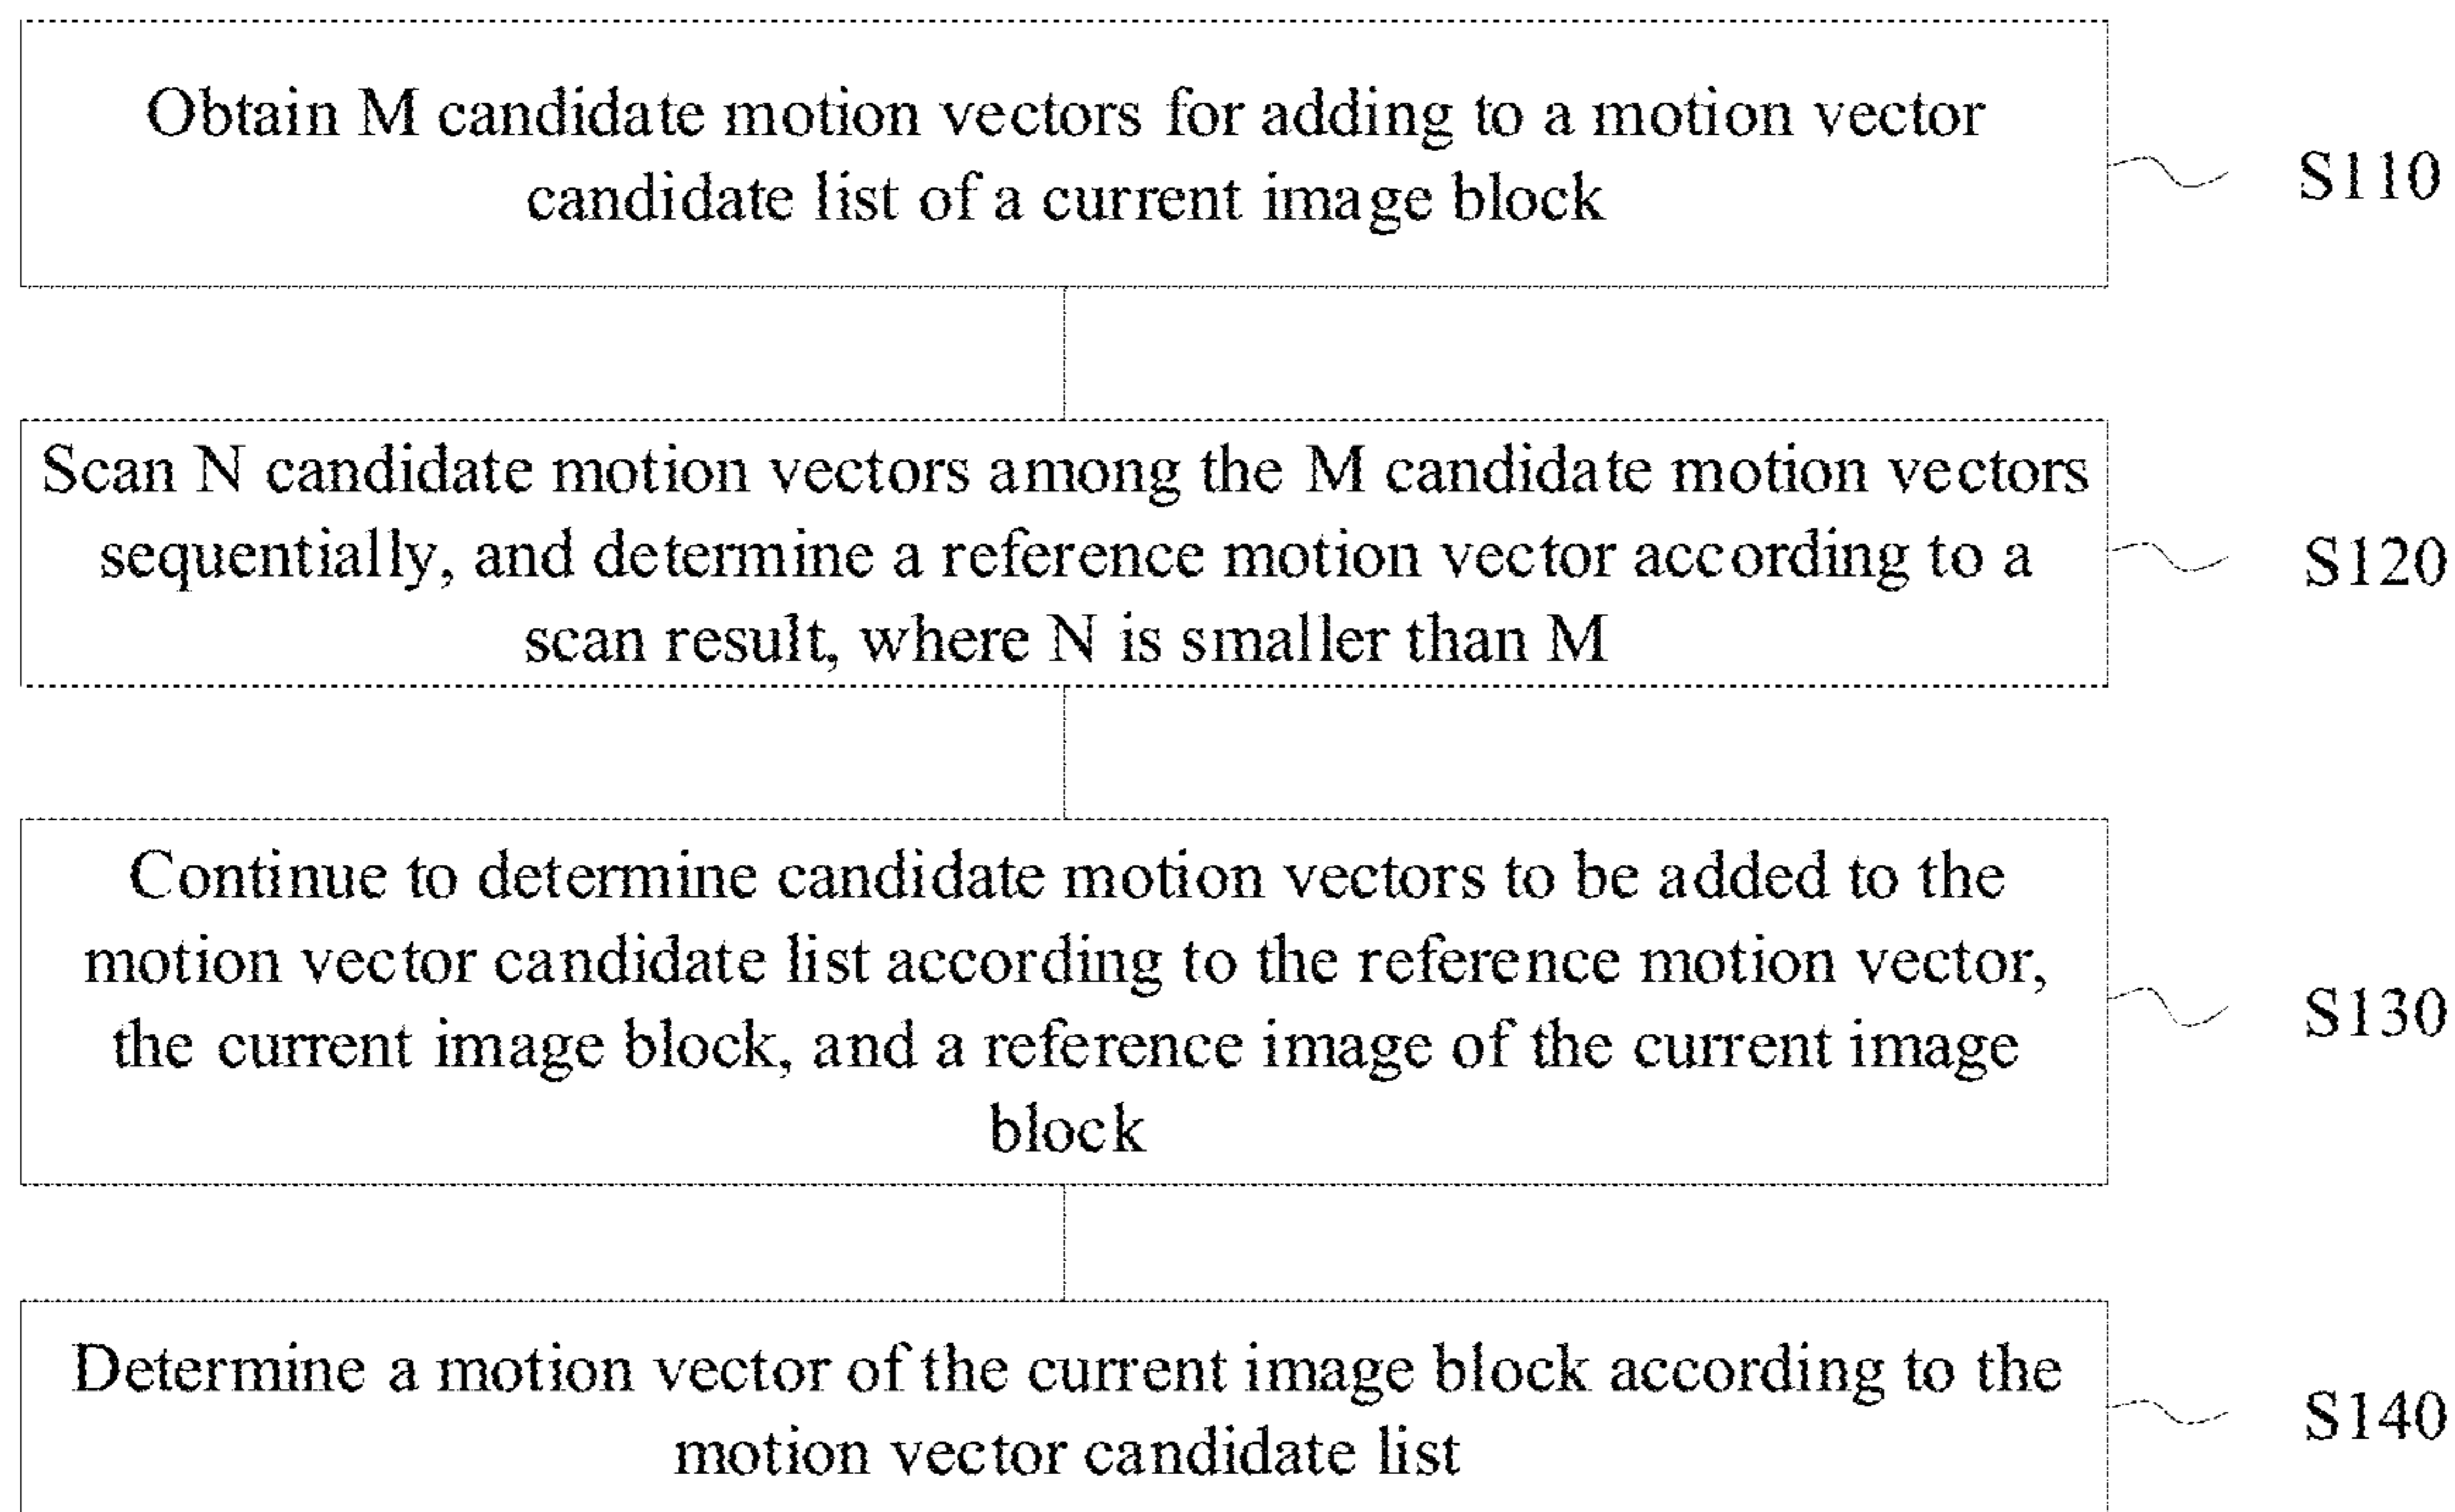 Obtain M candidate motion vectors for adding to a motion vector
candidate list of a current image block
S110
Scan N candidate motion vectors among the M candidate motion vectors
sequentially, and determine a reference motion vector according to a
scan result, where N is smaller than M
S120
Continue to determine candidate motion vectors to be added to the
motion vector candidate list according to the reference motion vector,
the current image block, and a reference image of the current image
block
S130
Determine a motion vector of the current image block according to the
motion vector candidate list
S140